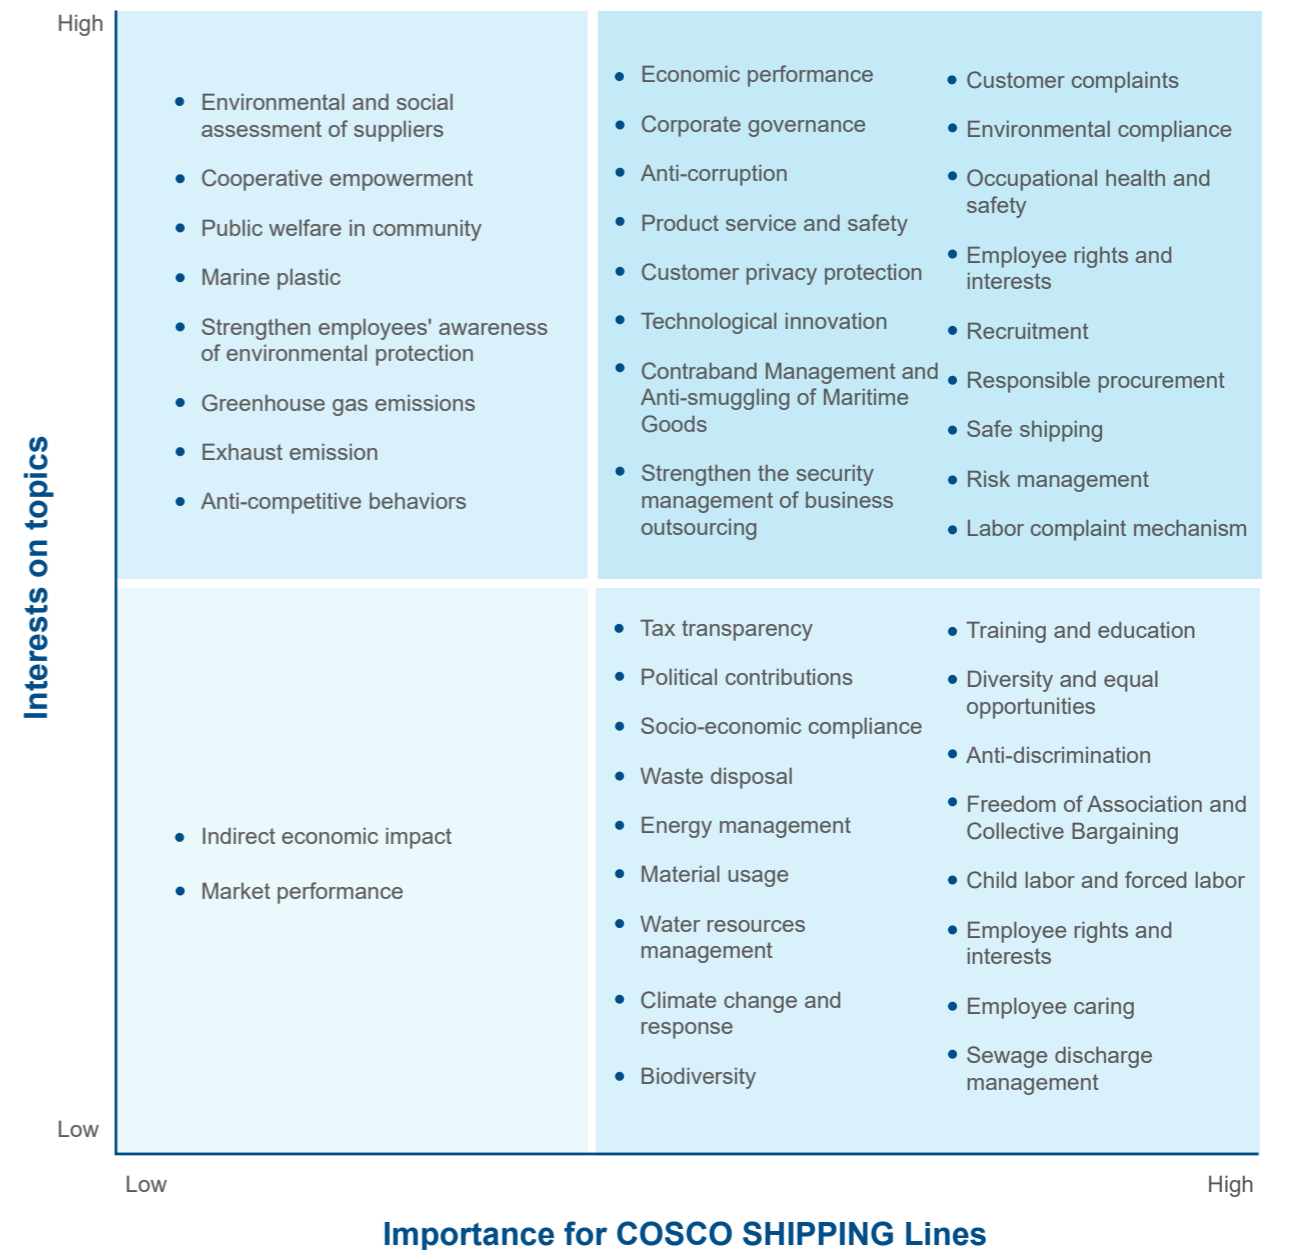 High
Environmental and social
assessment of suppliers
Cooperative empowerment
Public welfare in community
Marine plastic
Strengthen employees' awareness
of environmental protection
Greenhouse gas emissions
Exhaust emission
Anti-competitive behaviors
Economic performance
Corporate governance
Anti-corruption
Product service and safety
Customer privacy protection
Technological innovation
Contraband Management and
Anti-smuggling of Maritime
Goods
Strengthen the security
management of business
outsourcing
Customer complaints
Environmental compliance
Occupational health and
safety
Employee rights and
interests
Recruitment
Responsible procurement
Safe shipping
Risk management
Labor complaint mechanism
Interests on topics
Indirect economic impact
Market performance
Tax transparency
Political contributions
Socio-economic compliance
Waste disposal
Energy management
Material usage
Water resources
management
Climate change and
response
Biodiversity
Training and education
Diversity and equal
opportunities
Anti-discrimination
Freedom of Association and
Collective Bargaining
Child labor and forced labor
Employee rights and
interests
Employee caring
Sewage discharge
management
Low
Low
High
Importance for COSCO SHIPPING Lines